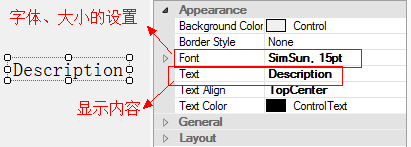 字体、大小的设置
Description
显示内容
Appearance
Background Color Control
Border Style None
Font SimSun, 15pt
Text Description
Text Align TopCenter
Text Color ControlText
General
Layout